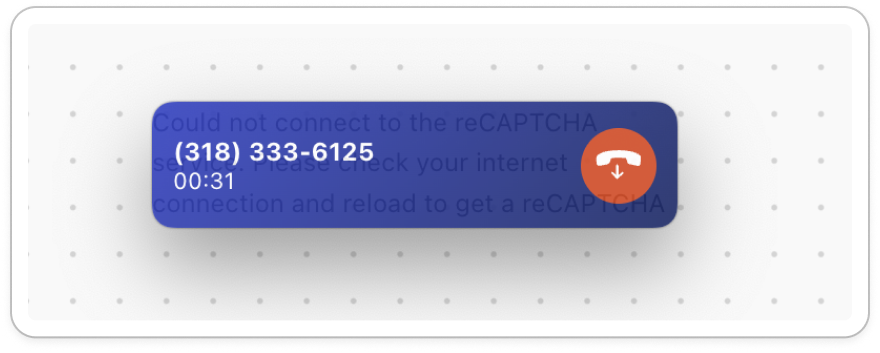 Could not connect to the reCAPTCHA
(318) 333-6125
service. Please check your internet
00:31
connection and reload to get a reCAPTCHA